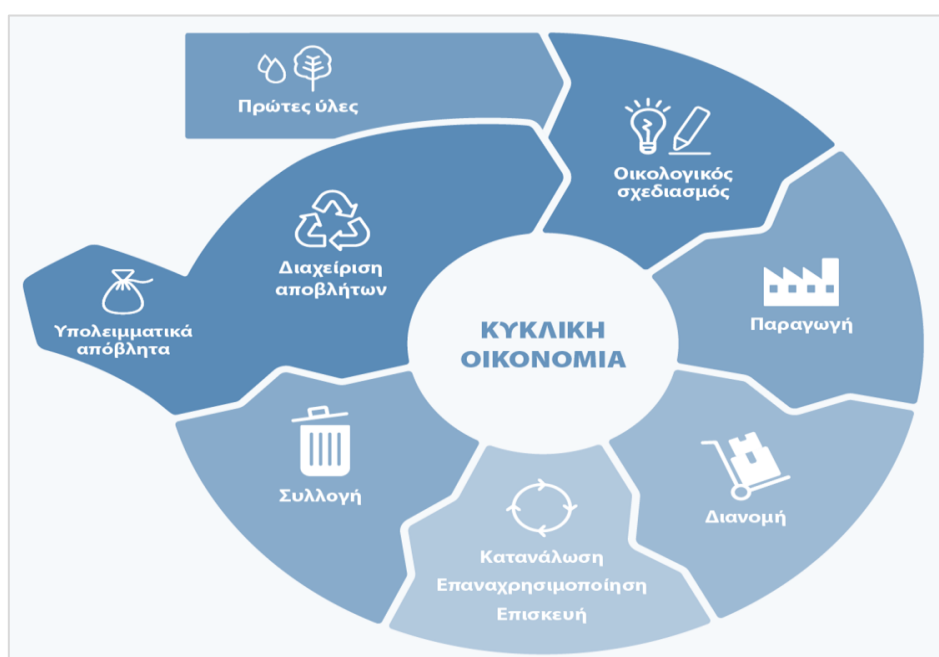 Πρώτες ύλες
Οικολογικός
σχεδιασμός
Παραγωγή
Διανομή
Κατανάλωση
Επαναχρησιμοποίηση
Επισκευή
Συλλογή
Διαχείριση
αποβλήτων
Υπολειμματικά
απόβλητα
ΚΥΚΛΙΚΗ
ΟΙΚΟΝΟΜΙΑ